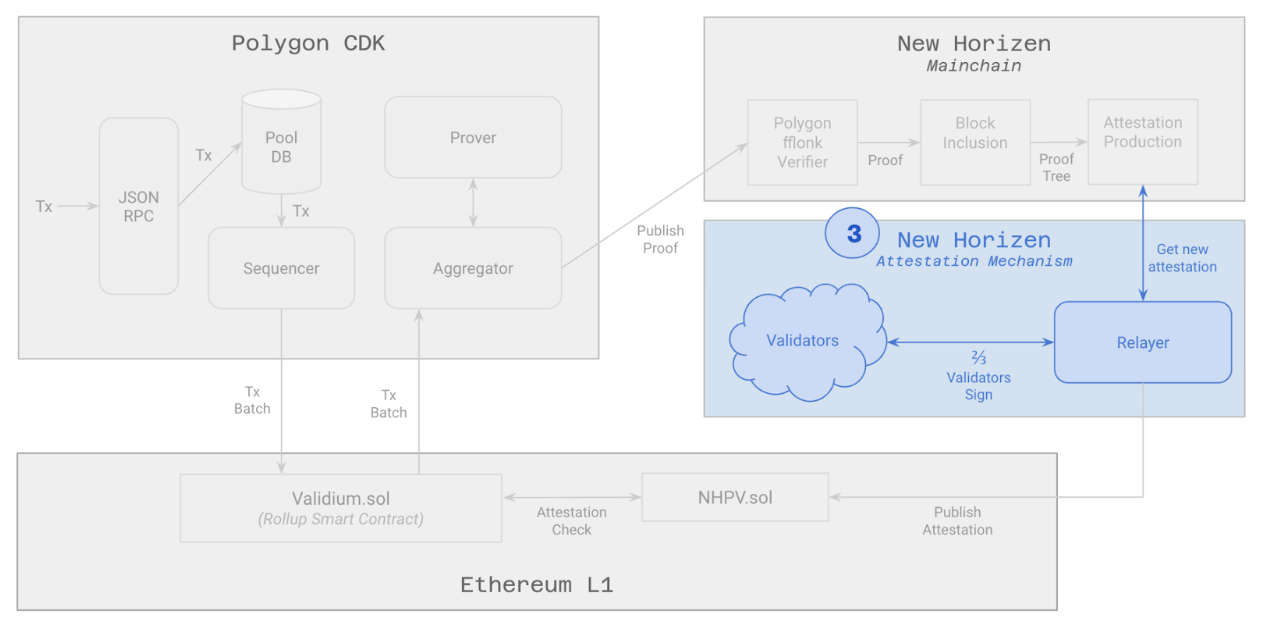 Polygon CDK
Tx
JSON
RPC
Tx
Pool
DB
Tx
Sequencer
Prover
Aggregator
Publish
Proof
New Horizen
Mainchain
Polygon
fflonk
Verifier
Proof
Block
Inclusion
Proof
Tree
Attestation
Production
3
New Horizen
Attestation Mechanism
Get new
attestation
Validators
⅔
Validators
Sign
Relayer
Tx
Batch
Tx
Batch
Validium.sol
(Rollup Smart Contract)
Attestation
Check
NHPV.sol
Publish
Attestation
Ethereum L1